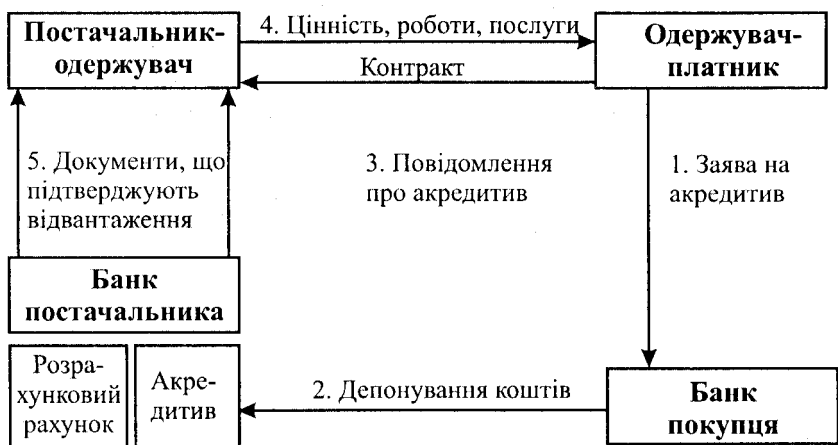 Постачальник-
одержувач
4. Цінність, роботи, послуги
Контракт
Одержувач-
платник
5. Документи, що
підтверджують
відвантаження
3. Повідомлення
про акредитив
1. Заява на
акредитив
Банк
постачальника
Розра-
хунковий
рахунок
Акре-
дитив
2. Депонування коштів
Банк
покупця